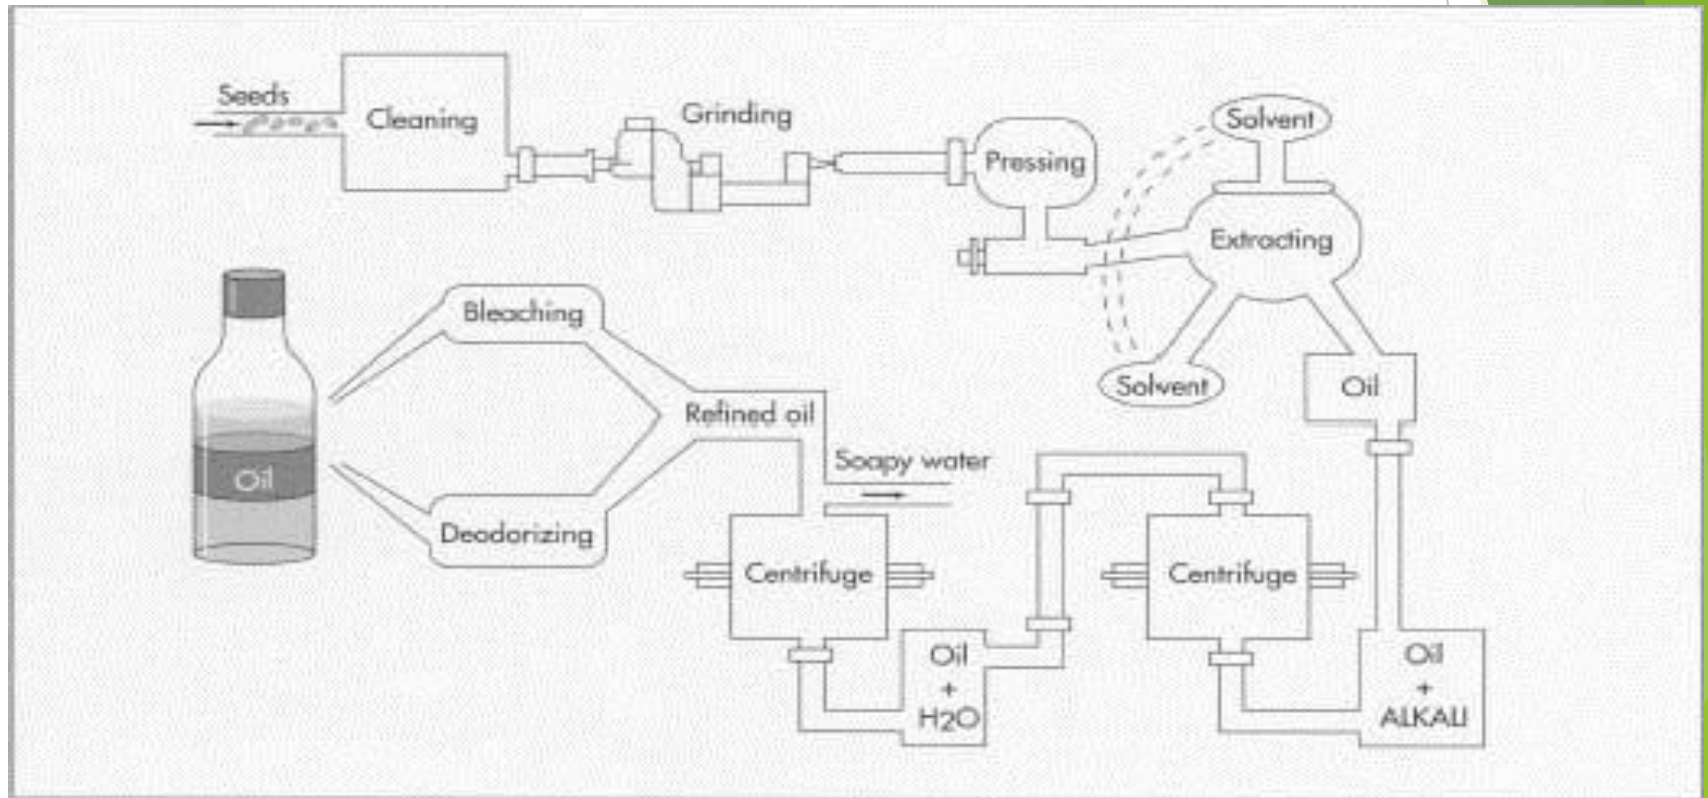 Seeds
Cleaning
Grinding
Pressing
Solvent
Extracting
Solvent
Oil
Bleaching
Refined oil
Soapy water
Oil
Deodorizing
Centrifuge
Centrifuge
Oil
+
H2O
Oil
+
ALKALI